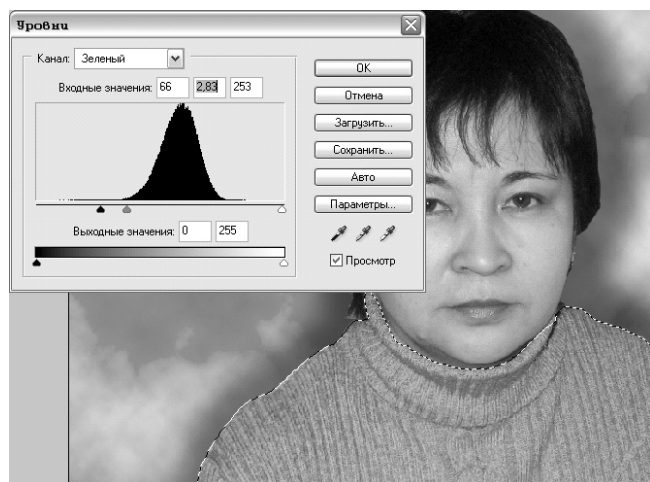 Уровни
Канал: Зеленый
Входные значения: 66 2,83 253
Выходные значения: 0 255
OK
Отмена
Загрузить...
Сохранить...
Авто
Параметры...
Просмотр